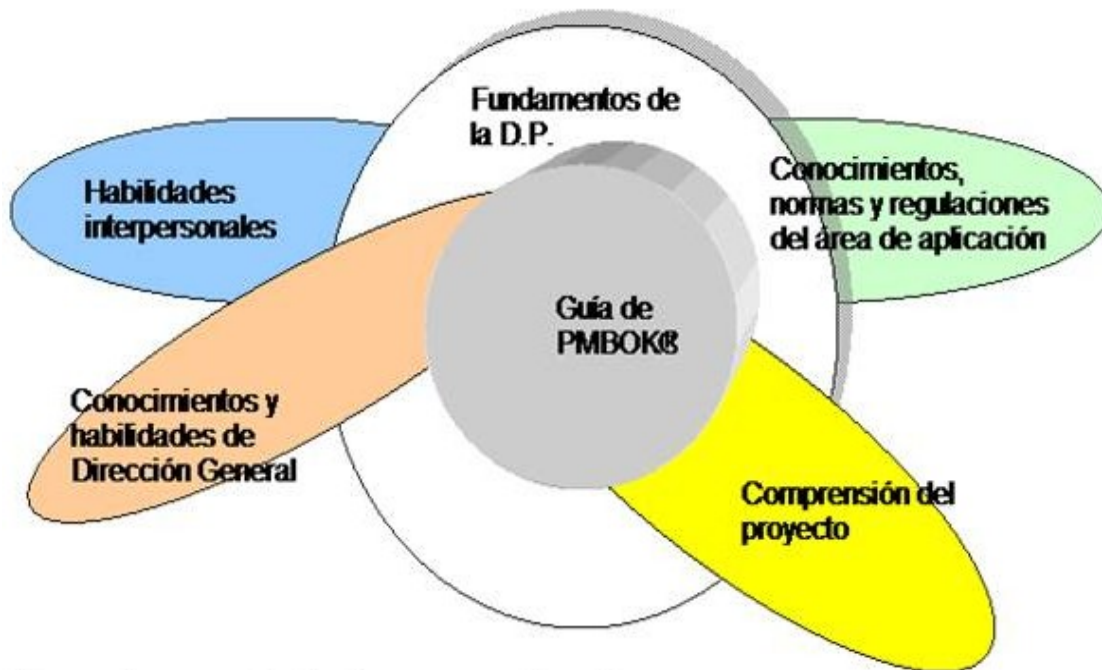 Fundamentos de
la D.P.
Habilidades
interpersonales
Conocimientos,
normas y regulaciones
del área de aplicación
Guía de
PMBOK®
Conocimientos y
habilidades de
Dirección General
Comprensión del
proyecto